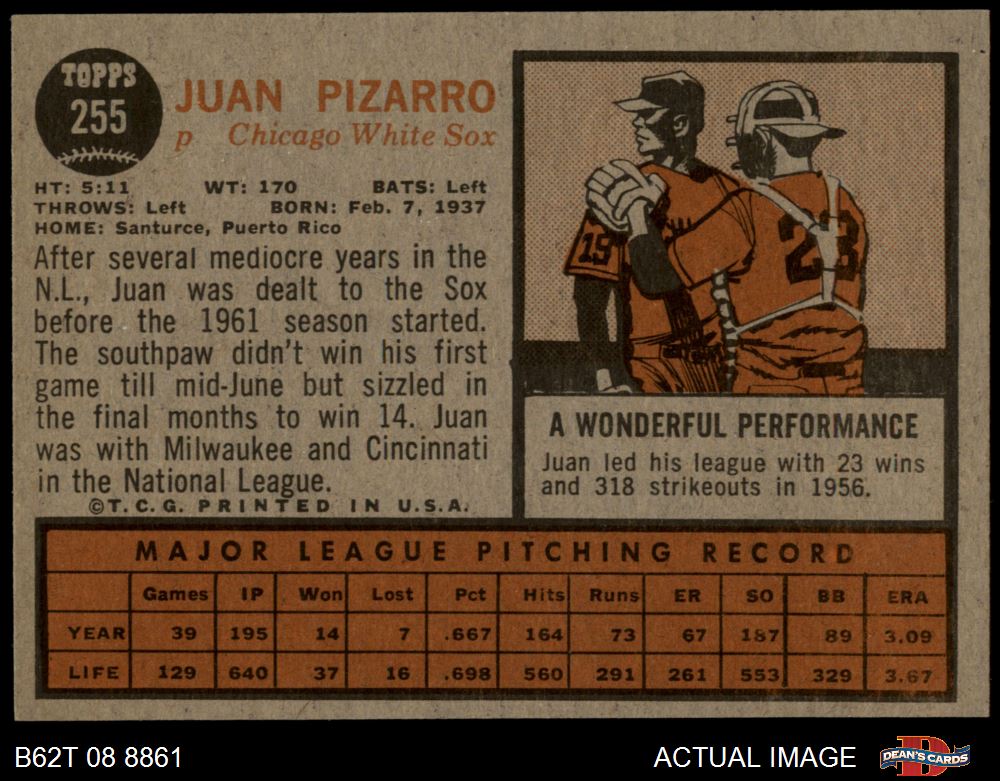 TOPPS
255
JUAN PIZARRO
p Chicago White Sox
HT: 5:11 WT: 170 BATS: Left
THROWS: Left BORN: Feb. 7, 1937
HOME: Santurce, Puerto Rico
After several mediocre years in the
N.L., Juan was dealt to the Sox
before the 1961 season started.
The southpaw didn't win his first
game till mid-June but sizzled in
the final months to win 14. Juan
was with Milwaukee and Cincinnati
in the National League.
©T.C.G. PRINTED IN U.S.A.
19
23
A WONDERFUL PERFORMANCE
Juan led his league with 23 wins
and 318 strikeouts in 1956.
MAJOR LEAGUE PITCHING RECORD
Games IP Won Lost Pct Hits Runs ER SO BB ERA
YEAR 39 195 14 7 .667 164 73 67 187 89 3.09
LIFE 129 640 37 16 .698 560 291 261 553 329 3.67
B62T 08 8861
ACTUAL IMAGE
DEAN'S CARDS